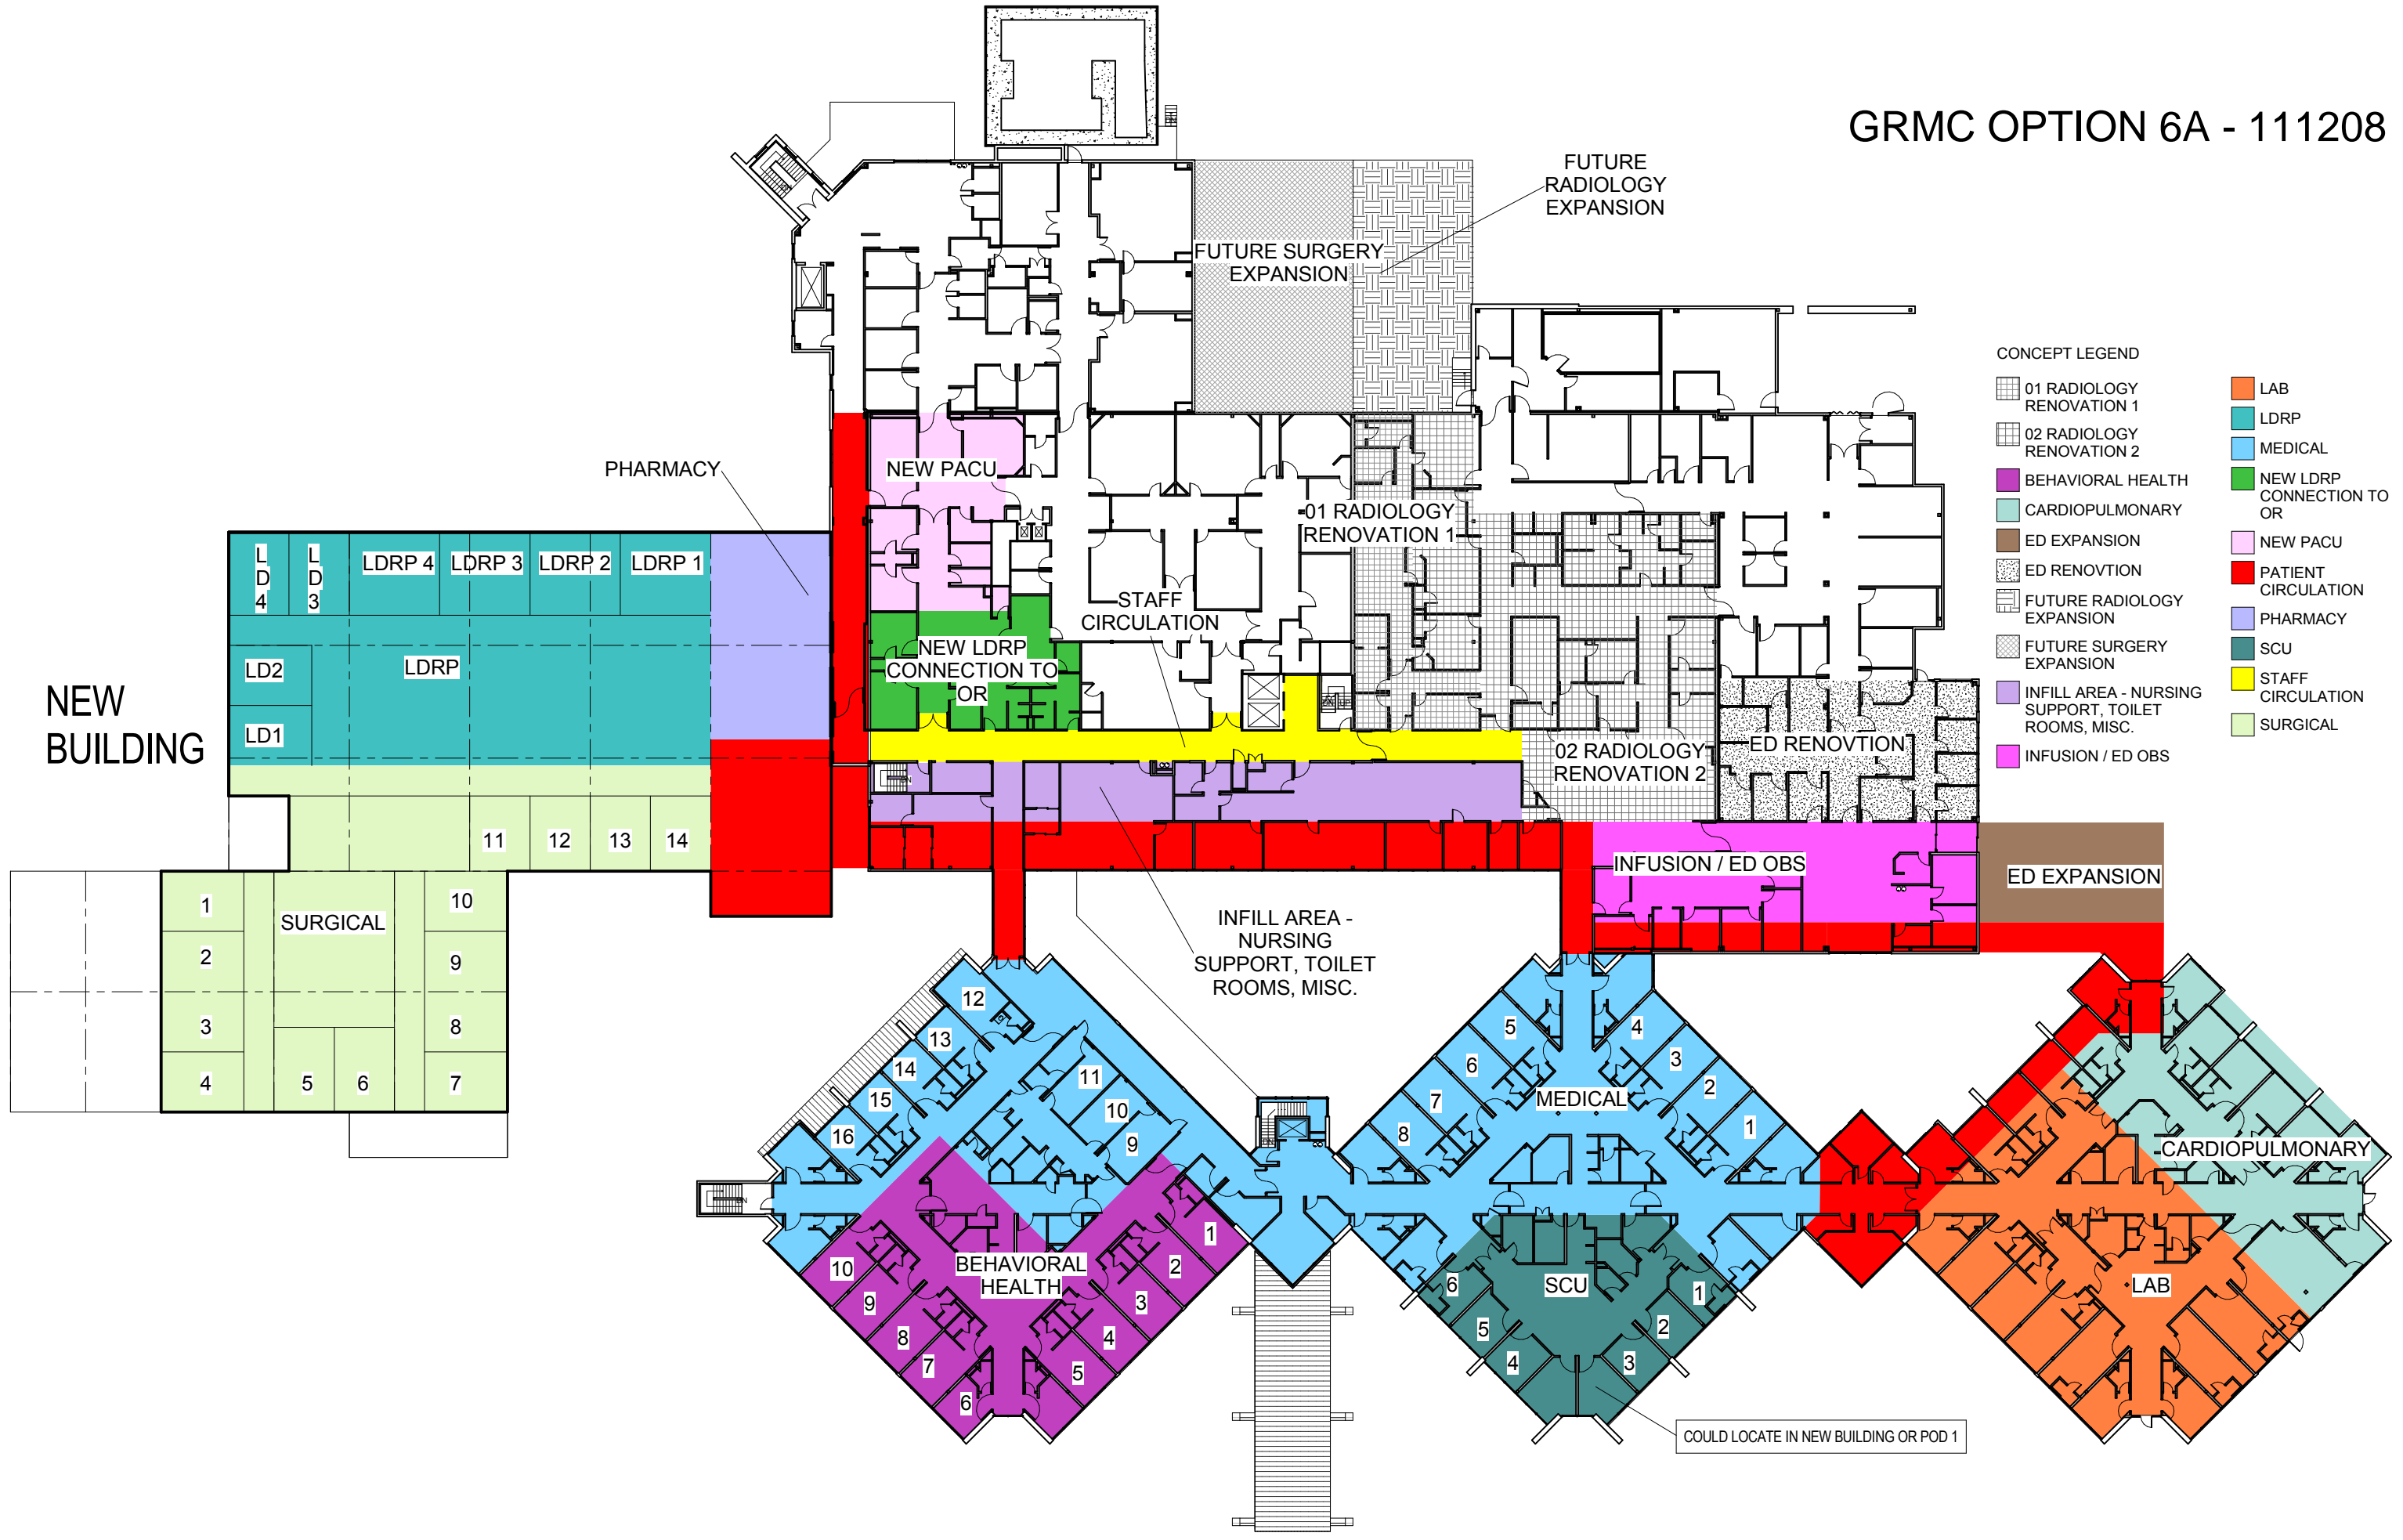 GRMC OPTION 6A - 111208
FUTURE
RADIOLOGY
EXPANSION
FUTURE SURGERY
EXPANSION
CONCEPT LEGEND
01 RADIOLOGY
RENOVATION 1
02 RADIOLOGY
RENOVATION 2
BEHAVIORAL HEALTH
CARDIOPULMONARY
ED EXPANSION
ED RENOVTION
FUTURE RADIOLOGY
EXPANSION
FUTURE SURGERY
EXPANSION
INFILL AREA - NURSING
SUPPORT, TOILET
ROOMS, MISC.
INFUSION / ED OBS
LAB
LDRP
MEDICAL
NEW LDRP
CONNECTION TO
OR
NEW PACU
PATIENT
CIRCULATION
PHARMACY
SCU
STAFF
CIRCULATION
SURGICAL
PHARMACY
NEW PACU
01 RADIOLOGY
RENOVATION 1
L
D
4
L
D
3
LDRP 4
LDRP 3
LDRP 2
LDRP 1
STAFF
CIRCULATION
NEW LDRP
CONNECTION TO
OR
LD2
LDRP
LD1
NEW
BUILDING
02 RADIOLOGY
RENOVATION 2
ED RENOVTION
11
12
13
14
INFUSION / ED OBS
ED EXPANSION
1
2
3
4
5
6
7
8
9
10
SURGICAL
INFILL AREA -
NURSING
SUPPORT, TOILET
ROOMS, MISC.
12
13
14
15
16
11
10
9
5
6
7
8
4
3
2
1
MEDICAL
CARDIOPULMONARY
BEHAVIORAL
HEALTH
1
2
3
4
5
6
7
8
9
10
SCU
6
5
4
3
2
1
LAB
COULD LOCATE IN NEW BUILDING OR POD 1